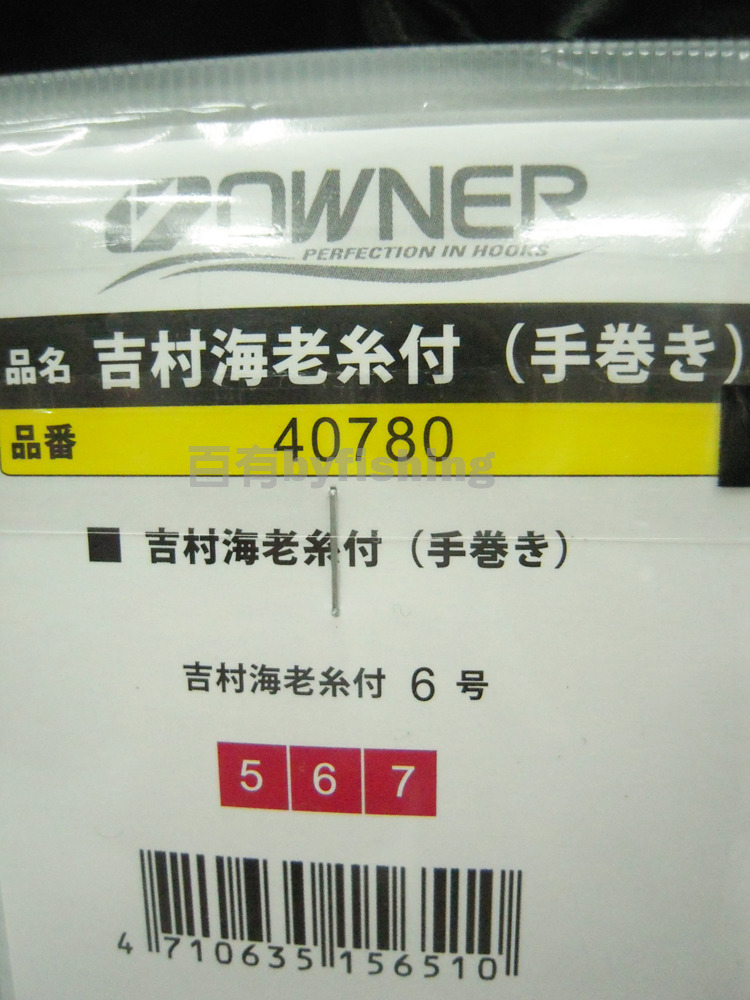 OWNER
PERFECTION IN HOOKS
品名 吉村海老糸付（手巻き）
品番 40780
百有byfishing
■ 吉村海老糸付（手巻き）
吉村海老糸付 6 号
5 6 7
4 710635 156510